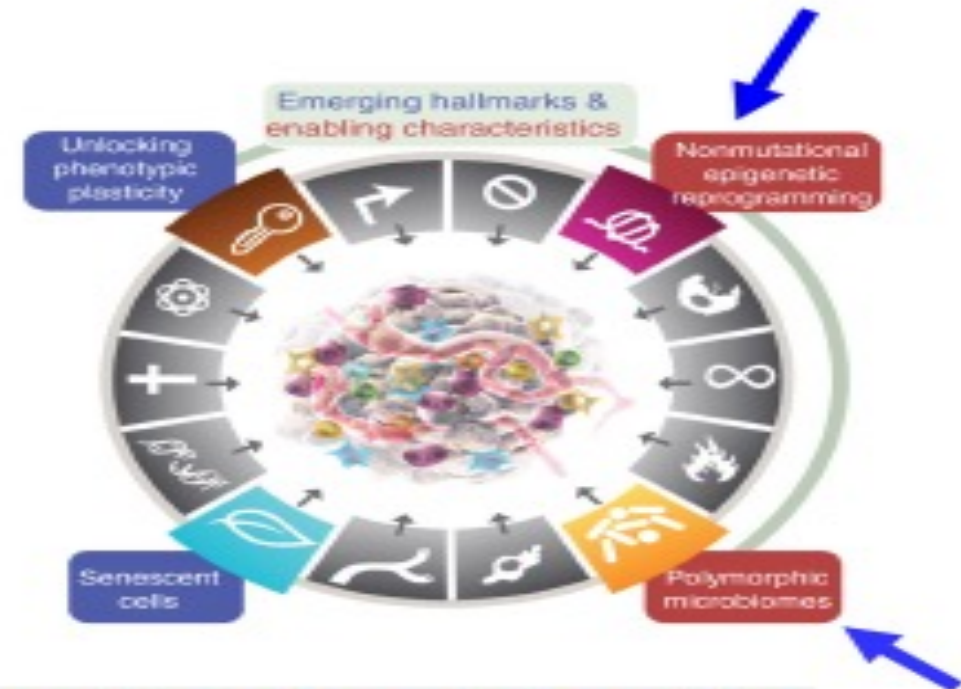 Emerging hallmarks &
enabling characteristics
Unlocking
phenotypic
plasticity
Nonmutational
epigenetic
reprogramming
Senescent
cells
Polymorphic
microbiomes